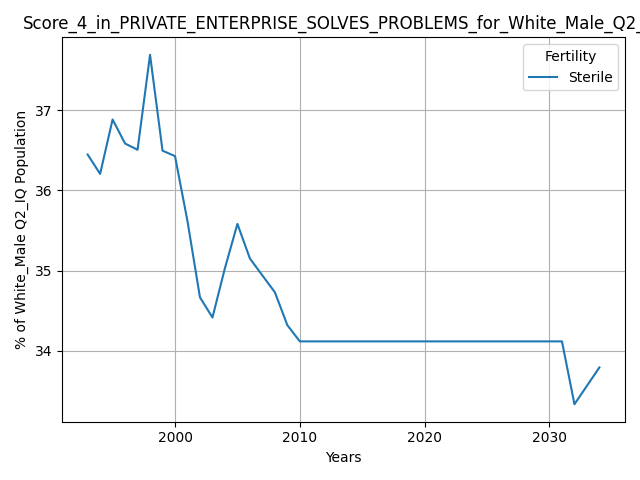 Score_4_in_PRIVATE_ENTERPRISE_SOLVES_PROBLEMS_for_White_Male_Q2_
Fertility
Sterile
% of White_Male Q2_IQ Population
37
36
35
34
2000 2010 2020 2030
Years